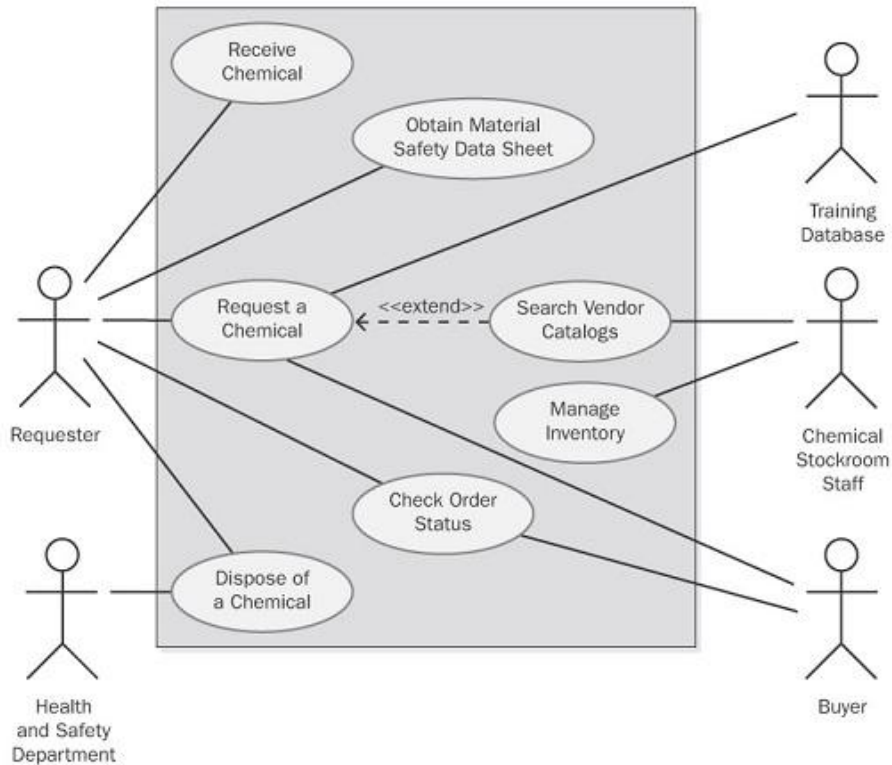 Receive
Chemical
Obtain Material
Safety Data Sheet
Training
Database
Request a
Chemical
<<extend>>
Search Vendor
Catalogs
Requester
Manage
Inventory
Chemical
Stockroom
Staff
Check Order
Status
Dispose of
a Chemical
Health
and Safety
Department
Buyer